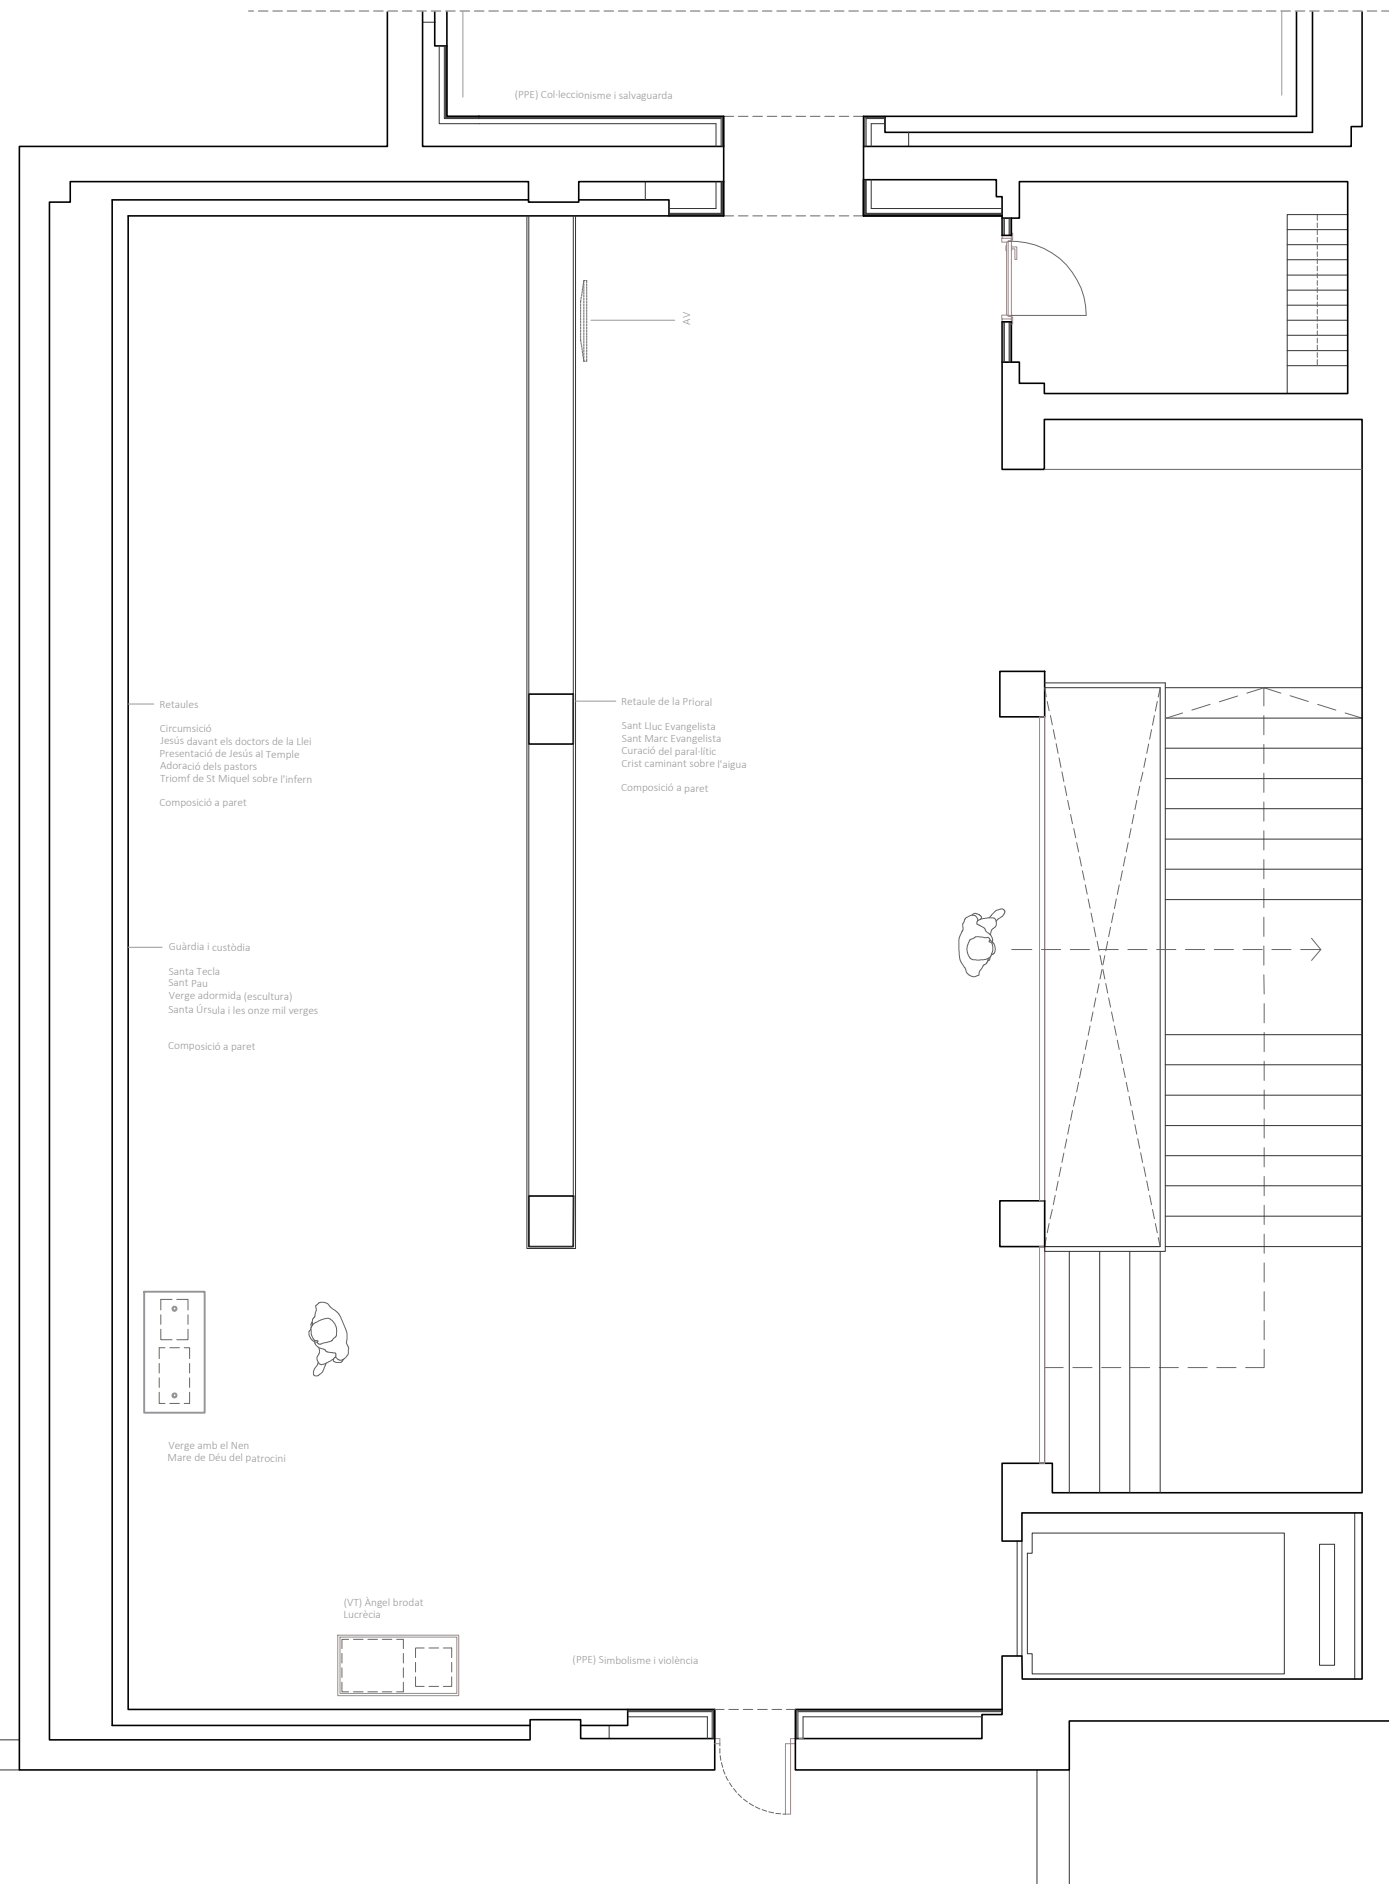 (PPE) Col·leccionisme i salvaguarda
AV
Retaules
Circumsició
Jesús davant els doctors de la Llei
Presentació de Jesús al Temple
Adoració dels pastors
Triomf de St Miquel sobre l'infern
Composició a paret
Retaule de la Prioral
Sant Lluc Evangelista
Sant Marc Evangelista
Curació del paral·lític
Crist caminant sobre l'aigua
Composició a paret
Guàrdia i custòdia
Santa Tecla
Sant Pau
Verge adormida (escultura)
Santa Úrsula i les onze mil verges
Composició a paret
Verge amb el Nen
Mare de Déu del patrocini
(VT) Àngel brodat
Lucrècia
(PPE) Simbolisme i violència